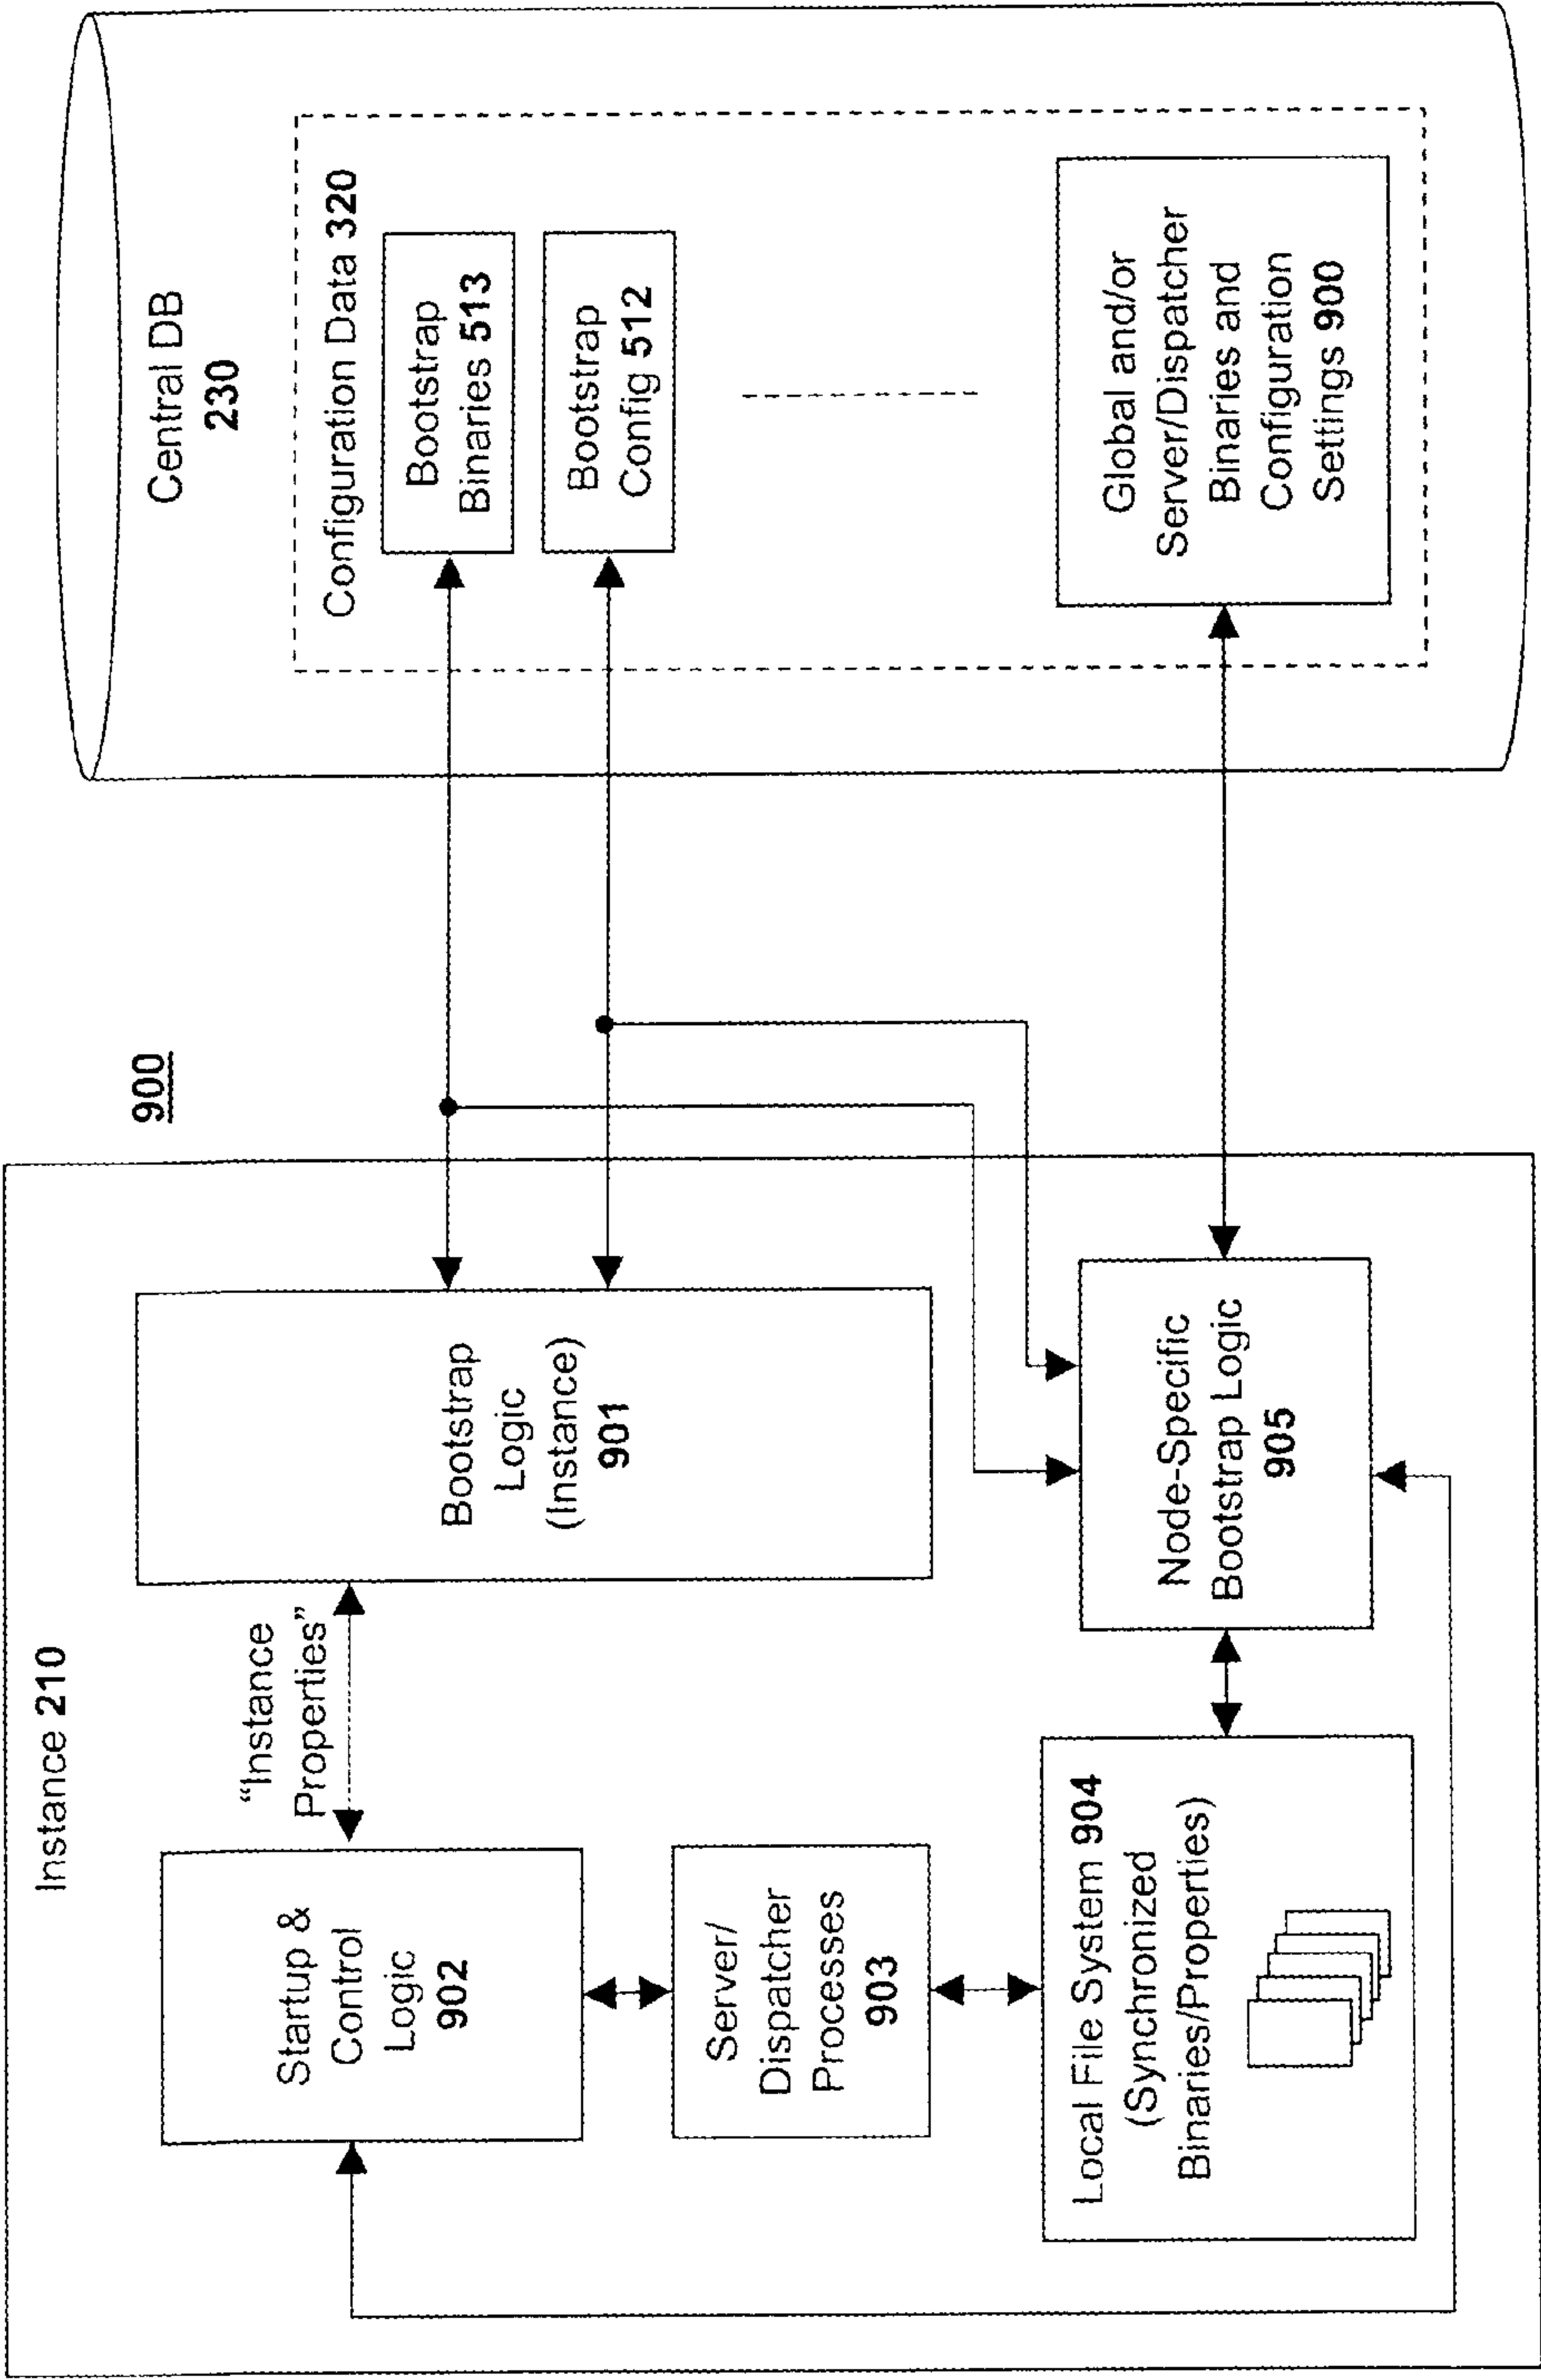 900
Instance 210
Startup &
Control
Logic
902
“Instance
Properties”
Bootstrap
Logic
(Instance)
901
Server/
Dispatcher
Processes
903
Local File System 904
(Synchronized
Binaries/Properties)
Node-Specific
Bootstrap Logic
905
Central DB
230
Configuration Data 320
Bootstrap
Binaries 513
Bootstrap
Config 512
Global and/or
Server/Dispatcher
Binaries and
Configuration
Settings 900